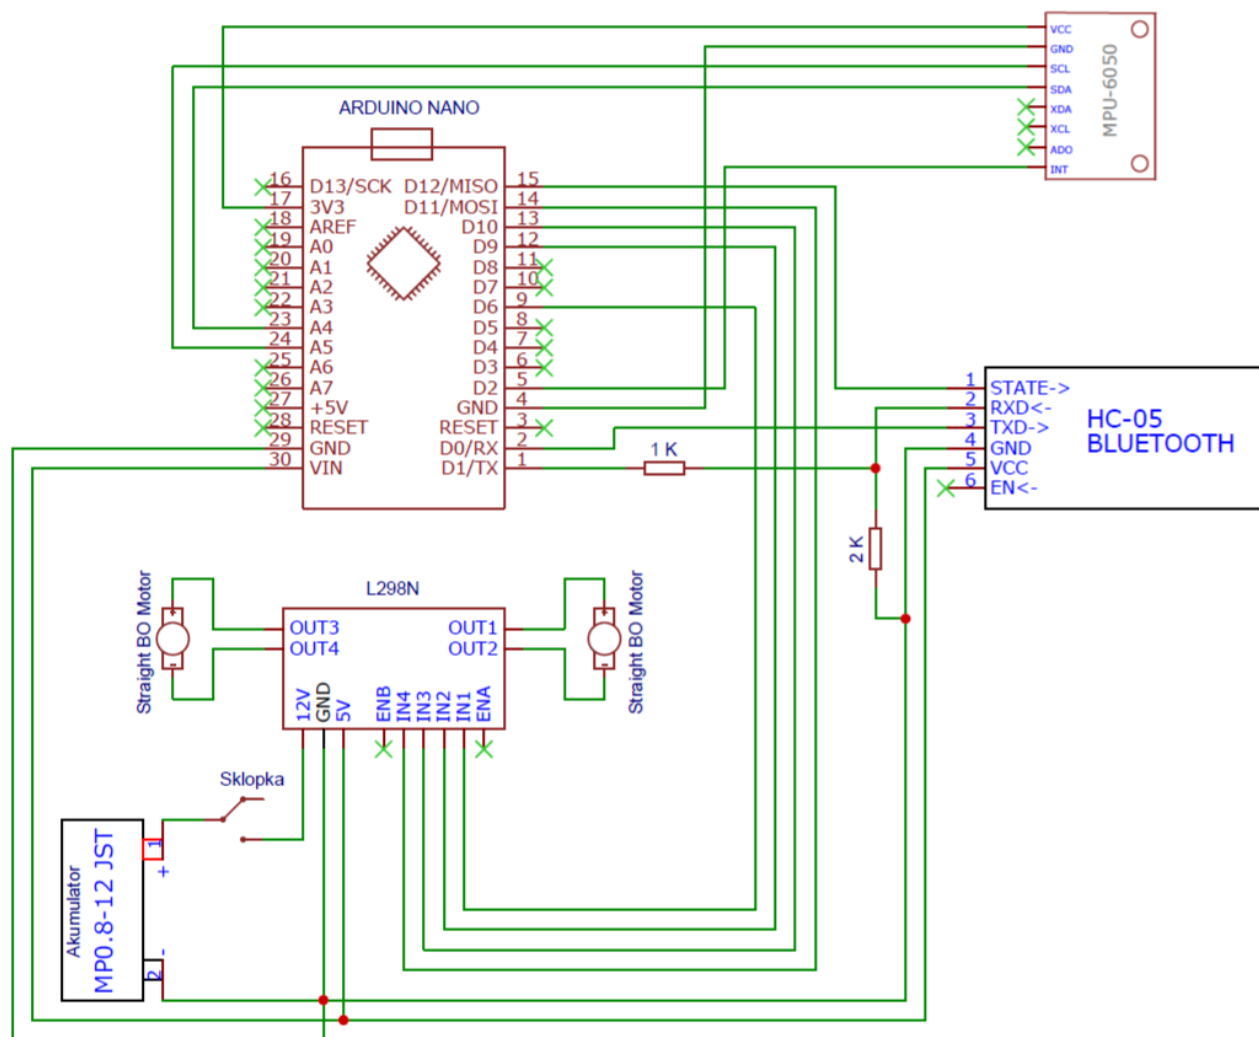 VCC
GND
SCL
SDA
XDA
XCL
ADO
INT
MPU-6050
ARDUINO NANO
16 D13/SCK D12/MISO 15
17 3V3 D11/MOSI 14
18 AREF D10 13
19 A0 D9 12
20 A1 D8 11
21 A2 D7 10
22 A3 D6 9
23 A4 D5 8
24 A5 D4 7
25 A6 D3 6
26 A7 D2 5
27 +5V GND 4
28 RESET RESET 3
29 GND D0/RX 2
30 VIN D1/TX 1
1 K
2 K
1 STATE->
2 RXD<-
3 TXD->
4 GND
5 VCC
6 EN<-
HC-05
BLUETOOTH
L298N
Straight BO Motor
+
-
OUT3 OUT1
OUT4 OUT2
12V GND 5V ENB IN4 IN3 IN2 IN1 ENA
+
-
Straight BO Motor
Sklopka
Akumulator
MP0.8-12 JST
1
+
-
2